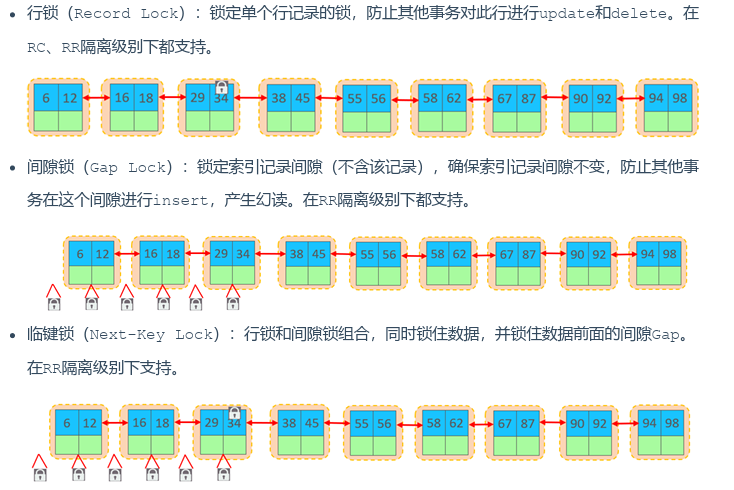 行锁（Record Lock）：锁定单个行记录的锁，防止其他事务对此行进行update和delete。在
RC、RR隔离级别下都支持。
6 12 16 18 29 34 38 45 55 56 58 62 67 87 90 92 94 98
间隙锁（Gap Lock）：锁定索引记录间隙（不含该记录），确保索引记录间隙不变，防止其他事
务在这个间隙进行insert，产生幻读。在RR隔离级别下都支持。
6 12 16 18 29 34 38 45 55 56 58 62 67 87 90 92 94 98
临键锁（Next-Key Lock）：行锁和间隙锁组合，同时锁住数据，并锁住数据前面的间隙Gap。
在RR隔离级别下支持。
6 12 16 18 29 34 38 45 55 56 58 62 67 87 90 92 94 98